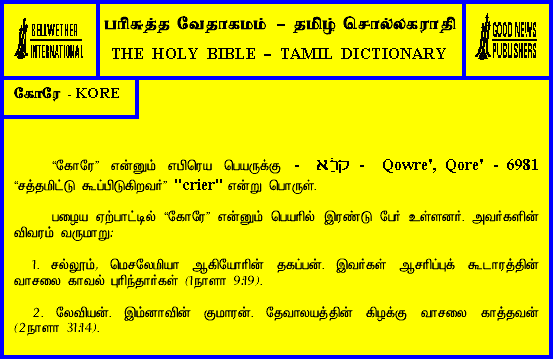 BELLWETHER
INTERNATIONAL
பரிசுத்த வேதாகமம் – தமிழ் சொல்லகராதி
THE HOLY BIBLE – TAMIL DICTIONARY
GOOD NEWS
PUBLISHERS
கோரே - KORE
“கோரே” என்னும் எபிரெய பெயருக்கு - קֹרֵא - Qowre', Qore' - 6981
“சத்தமிட்டு கூப்பிடுகிறவர்” "crier" என்று பொருள்.
பழைய ஏற்பாட்டில் “கோரே” என்னும் பெயரில் இரண்டு பேர் உள்ளனர். அவர்களின்
விவரம் வருமாறு:
1. சல்லூம், மெசலேமியா ஆகியோரின் தகப்பன். இவர்கள் ஆசரிப்புக் கூடாரத்தின்
வாசலை காவல் புரிந்தார்கள் (1நாளா 9:19).
2. லேவியன். இம்னாவின் குமாரன். தேவாலயத்தின் கிழக்கு வாசலை காத்தவன்
(2நாளா 31:14).